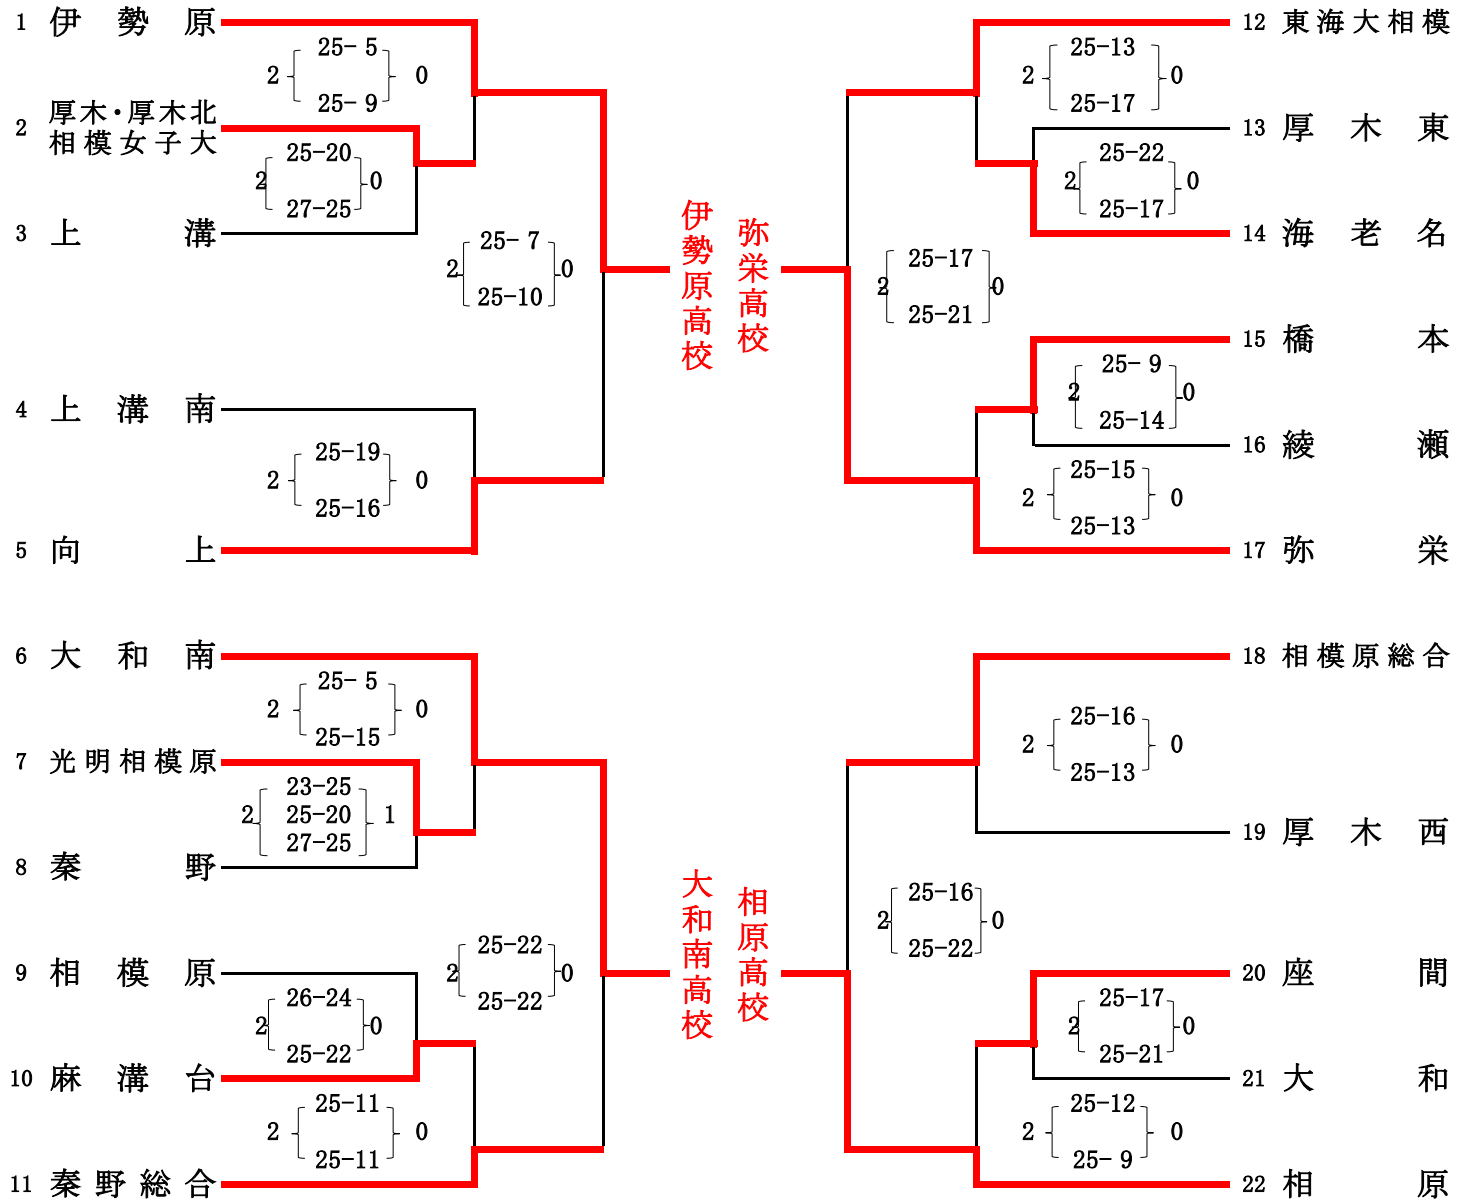 1 伊勢原
25- 5
2 0
25- 9
2 厚木・厚木北
相模女子大
25-20
2 0
27-25
3 上溝
25- 7
2 0
25-10
4 上溝南
25-19
2 0
25-16
5 向上
伊勢原高校
6 大和南
25- 5
2 0
25-15
7 光明相模原
23-25
2 25-20 1
27-25
8 秦野
25-22
2 0
25-22
9 相模原
26-24
2 0
25-22
10 麻溝台
25-11
2 0
25-11
11 秦野総合
大和南高校
12 東海大相模
25-13
2 0
25-17
13 厚木東
25-22
2 0
25-17
14 海老名
25-17
2 0
25-21
15 橋本
25- 9
2 0
25-14
16 綾瀬
25-15
2 0
25-13
17 弥栄
弥栄高校
18 相模原総合
25-16
2 0
25-13
19 厚木西
25-16
2 0
25-22
20 座間
25-17
2 0
25-21
21 大和
25-12
2 0
25- 9
22 相原
相原高校